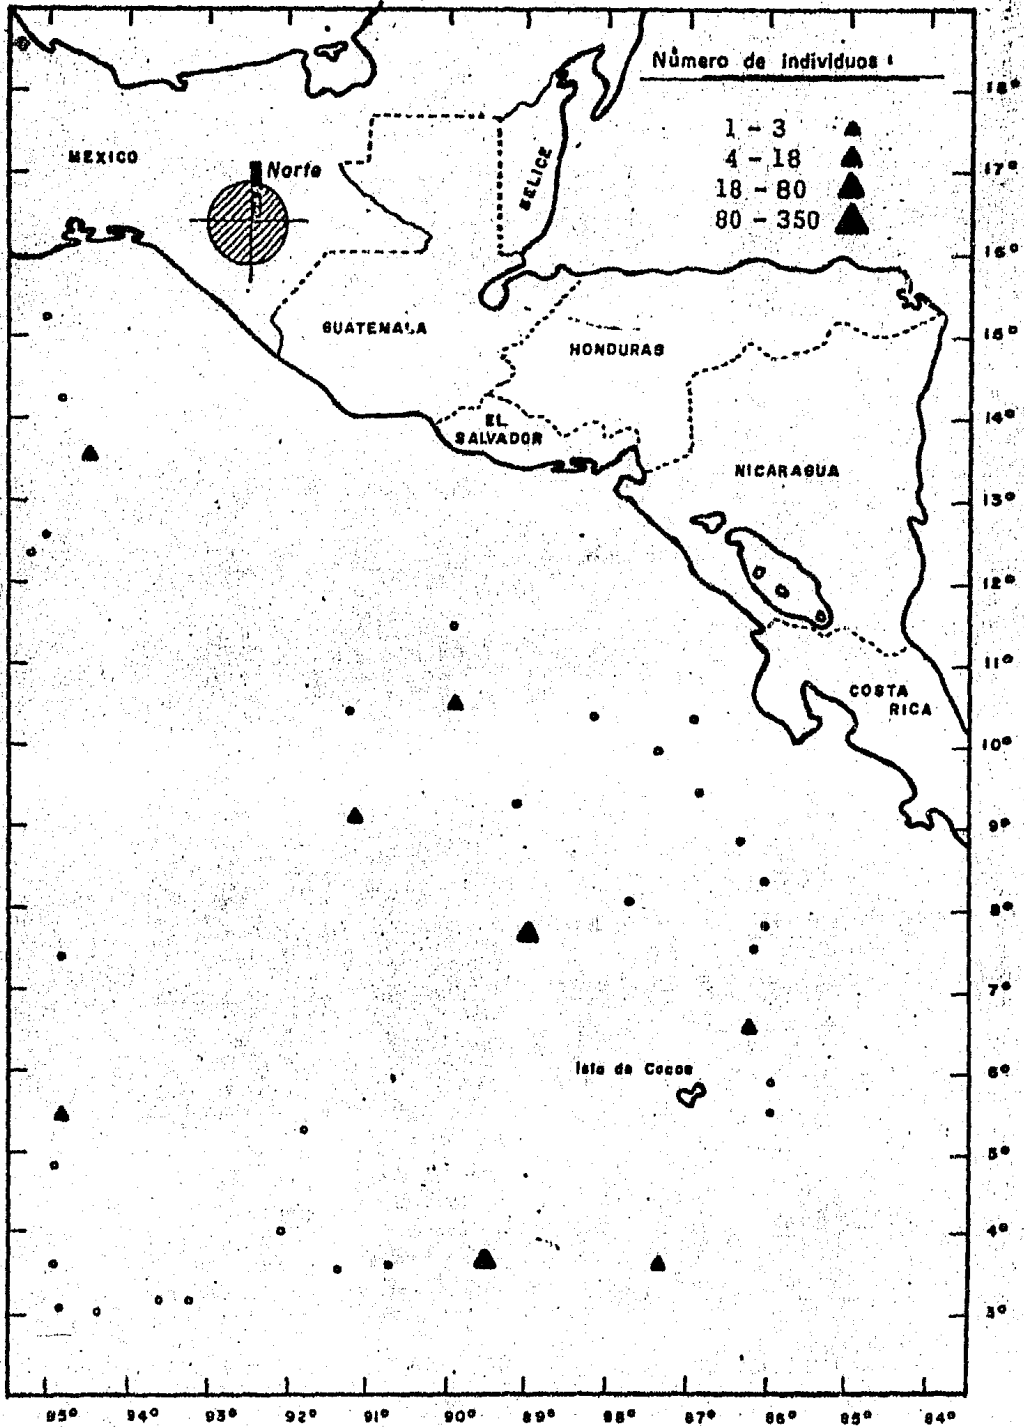 Número de individuos :
1 - 3
4 - 18
18 - 80
80 - 350
MEXICO
Norte
BELICE
GUATEMALA
HONDURAS
EL
SALVADOR
NICARAGUA
COSTA
RICA
Isla de Cocos
18°
17°
16°
15°
14°
13°
12°
11°
10°
9°
8°
7°
6°
5°
4°
3°
95° 94° 93° 92° 91° 90° 89° 88° 87° 86° 85° 84°